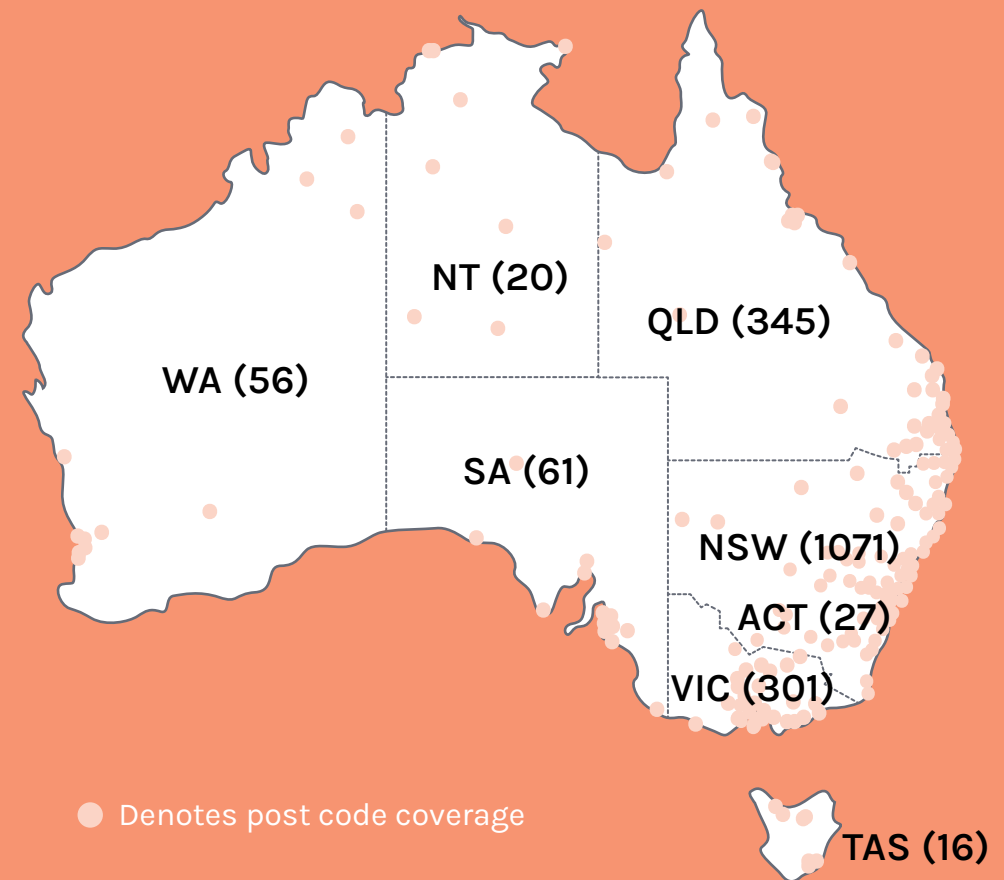 NT (20)
QLD (345)
WA (56)
SA (61)
NSW (1071)
ACT (27)
VIC (301)
Denotes post code coverage
TAS (16)